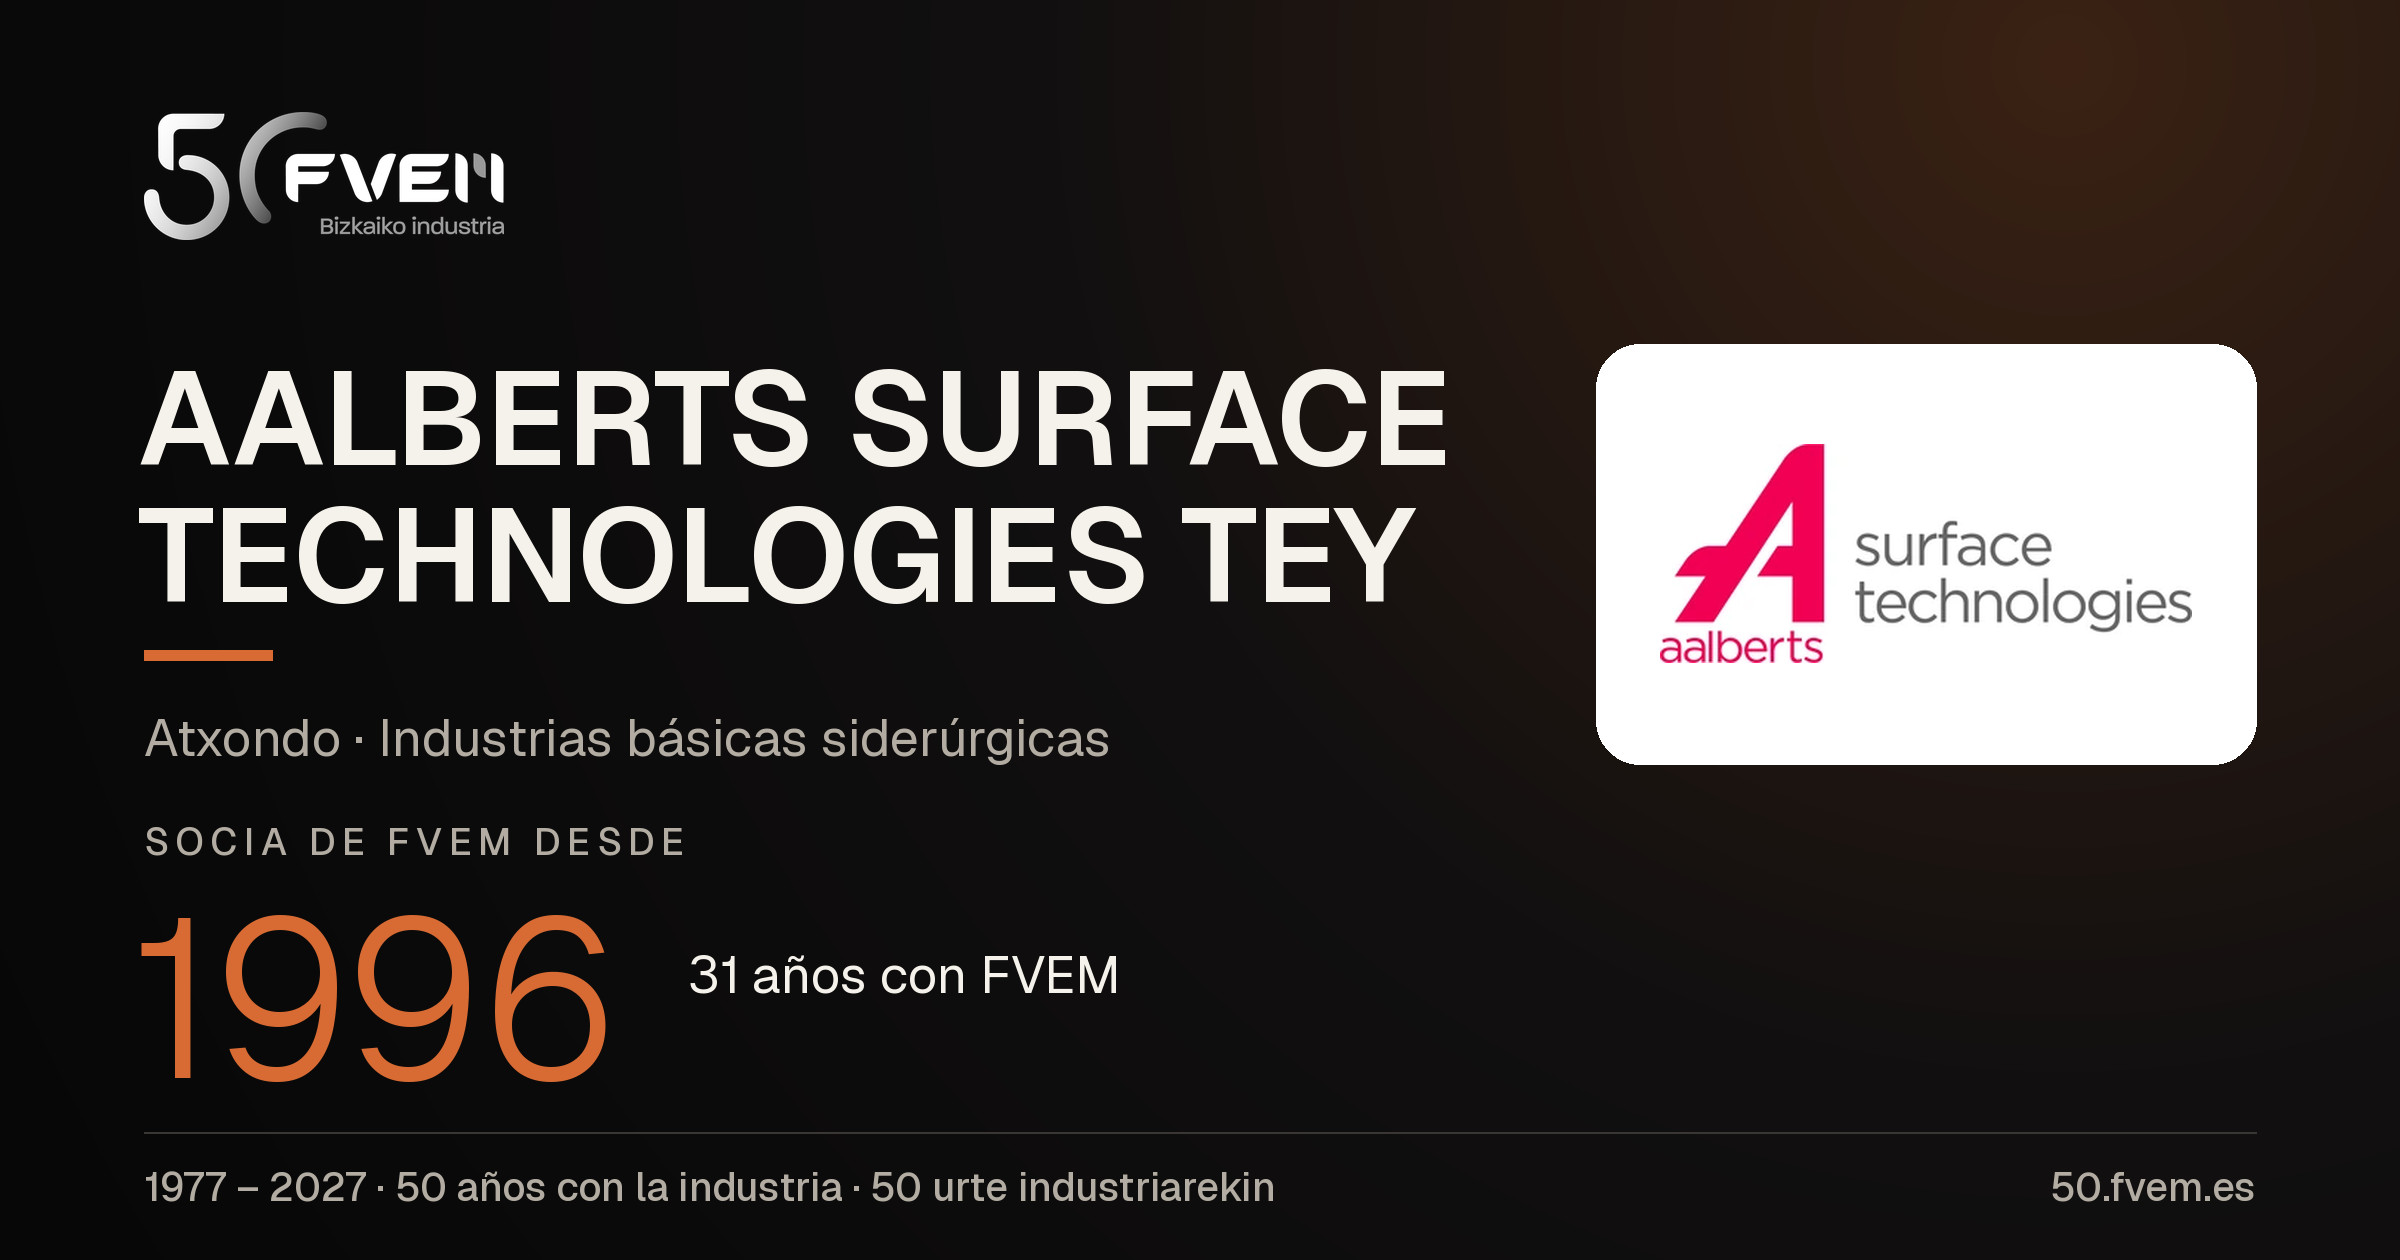 50 FVEM
Bizkaiko industria
AALBERTS SURFACE
TECHNOLOGIES TEY
surface
technologies
aalberts
Atxondo · Industrias básicas siderúrgicas
SOCIA DE FVEM DESDE
1996
31 años con FVEM
1977 – 2027 · 50 años con la industria · 50 urte industriarekin
50.fvem.es